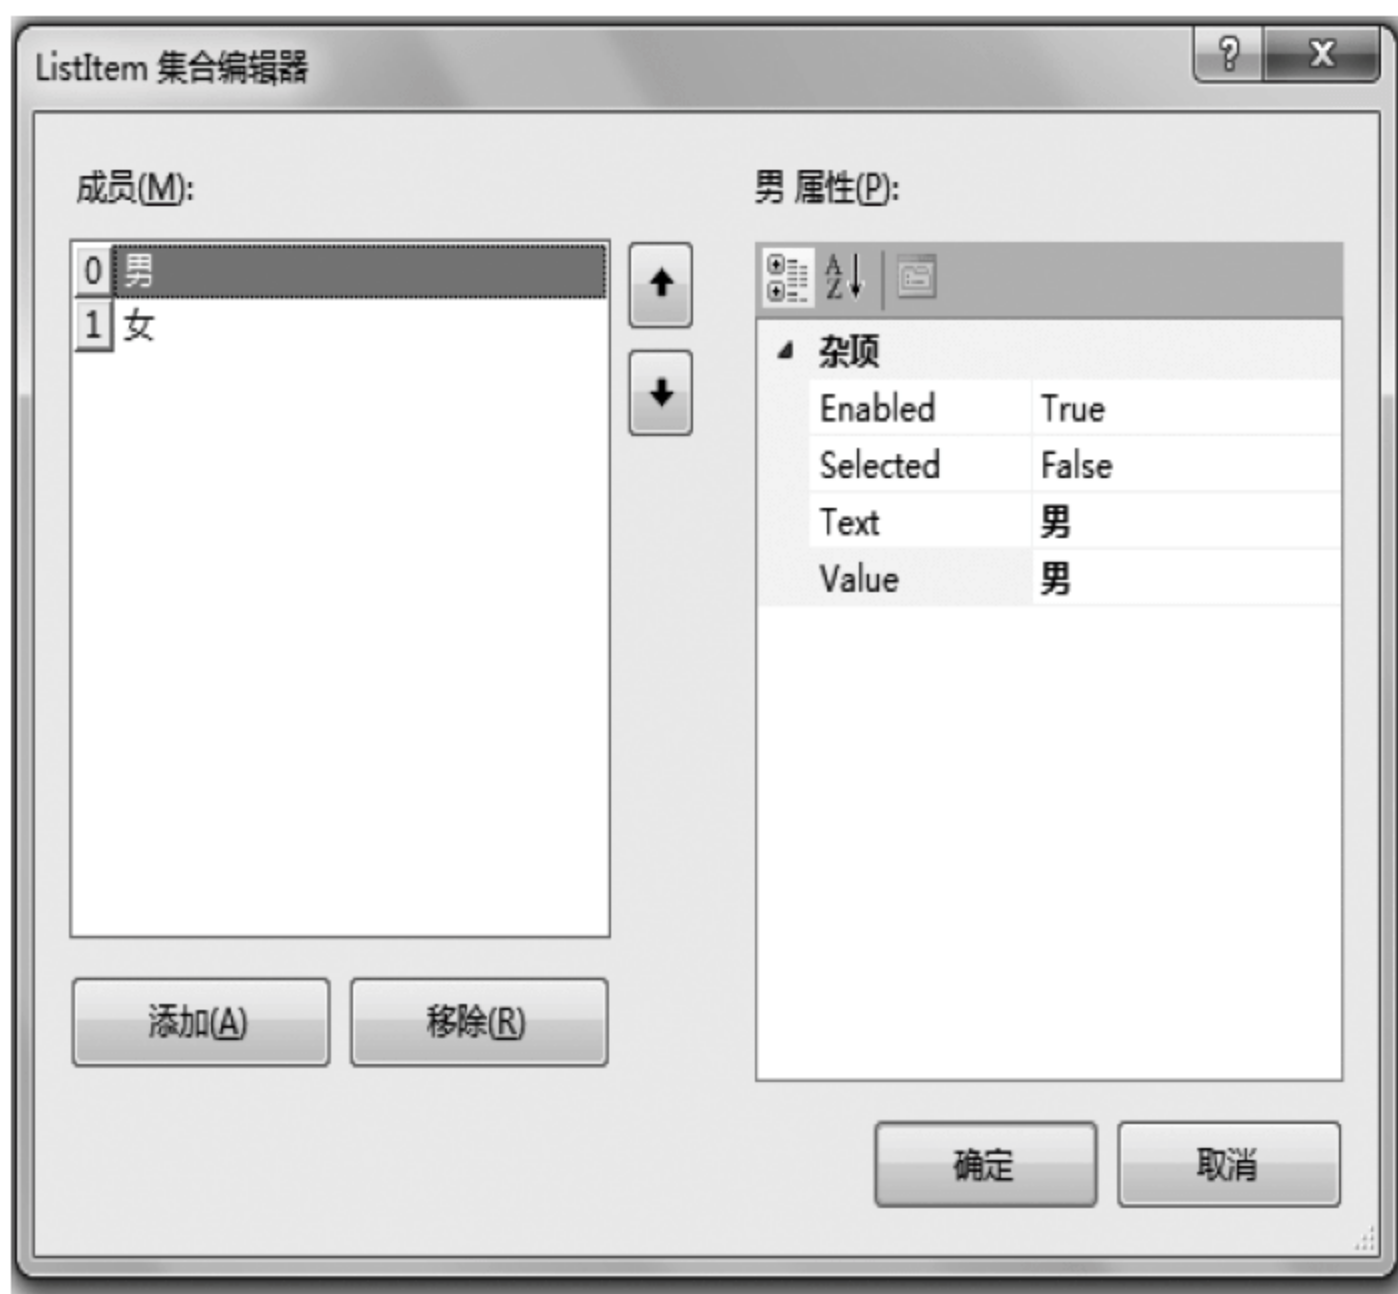 ListItem 集合编辑器
?
X
成员(M):
0 男
1 女
添加(A)
移除(R)
男 属性(P):
杂项
Enabled True
Selected False
Text 男
Value 男
确定
取消